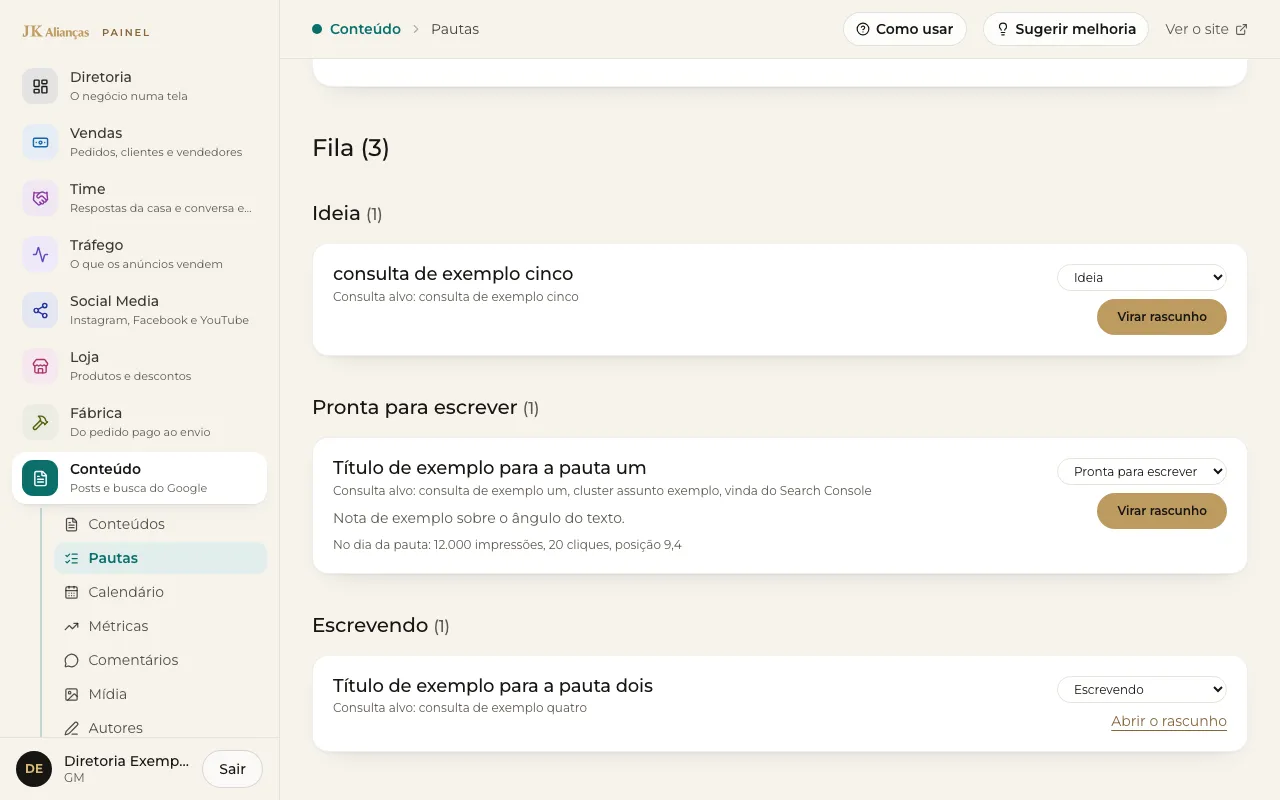 JK Alianças PAINEL
Diretoria
O negócio numa tela
Vendas
Pedidos, clientes e vendedores
Time
Respostas da casa e conversa e...
Tráfego
O que os anúncios vendem
Social Media
Instagram, Facebook e YouTube
Loja
Produtos e descontos
Fábrica
Do pedido pago ao envio
Conteúdo
Posts e busca do Google
Conteúdos
Pautas
Calendário
Métricas
Comentários
Mídia
Autores
DE
Diretoria Exemp...
GM
Sair
Conteúdo > Pautas
Como usar
Sugerir melhoria
Ver o site
Fila (3)
Ideia (1)
consulta de exemplo cinco
Consulta alvo: consulta de exemplo cinco
Ideia
Virar rascunho
Pronta para escrever (1)
Título de exemplo para a pauta um
Consulta alvo: consulta de exemplo um, cluster assunto exemplo, vinda do Search Console
Nota de exemplo sobre o ângulo do texto.
No dia da pauta: 12.000 impressões, 20 cliques, posição 9,4
Pronta para escrever
Virar rascunho
Escrevendo (1)
Título de exemplo para a pauta dois
Consulta alvo: consulta de exemplo quatro
Escrevendo
Abrir o rascunho